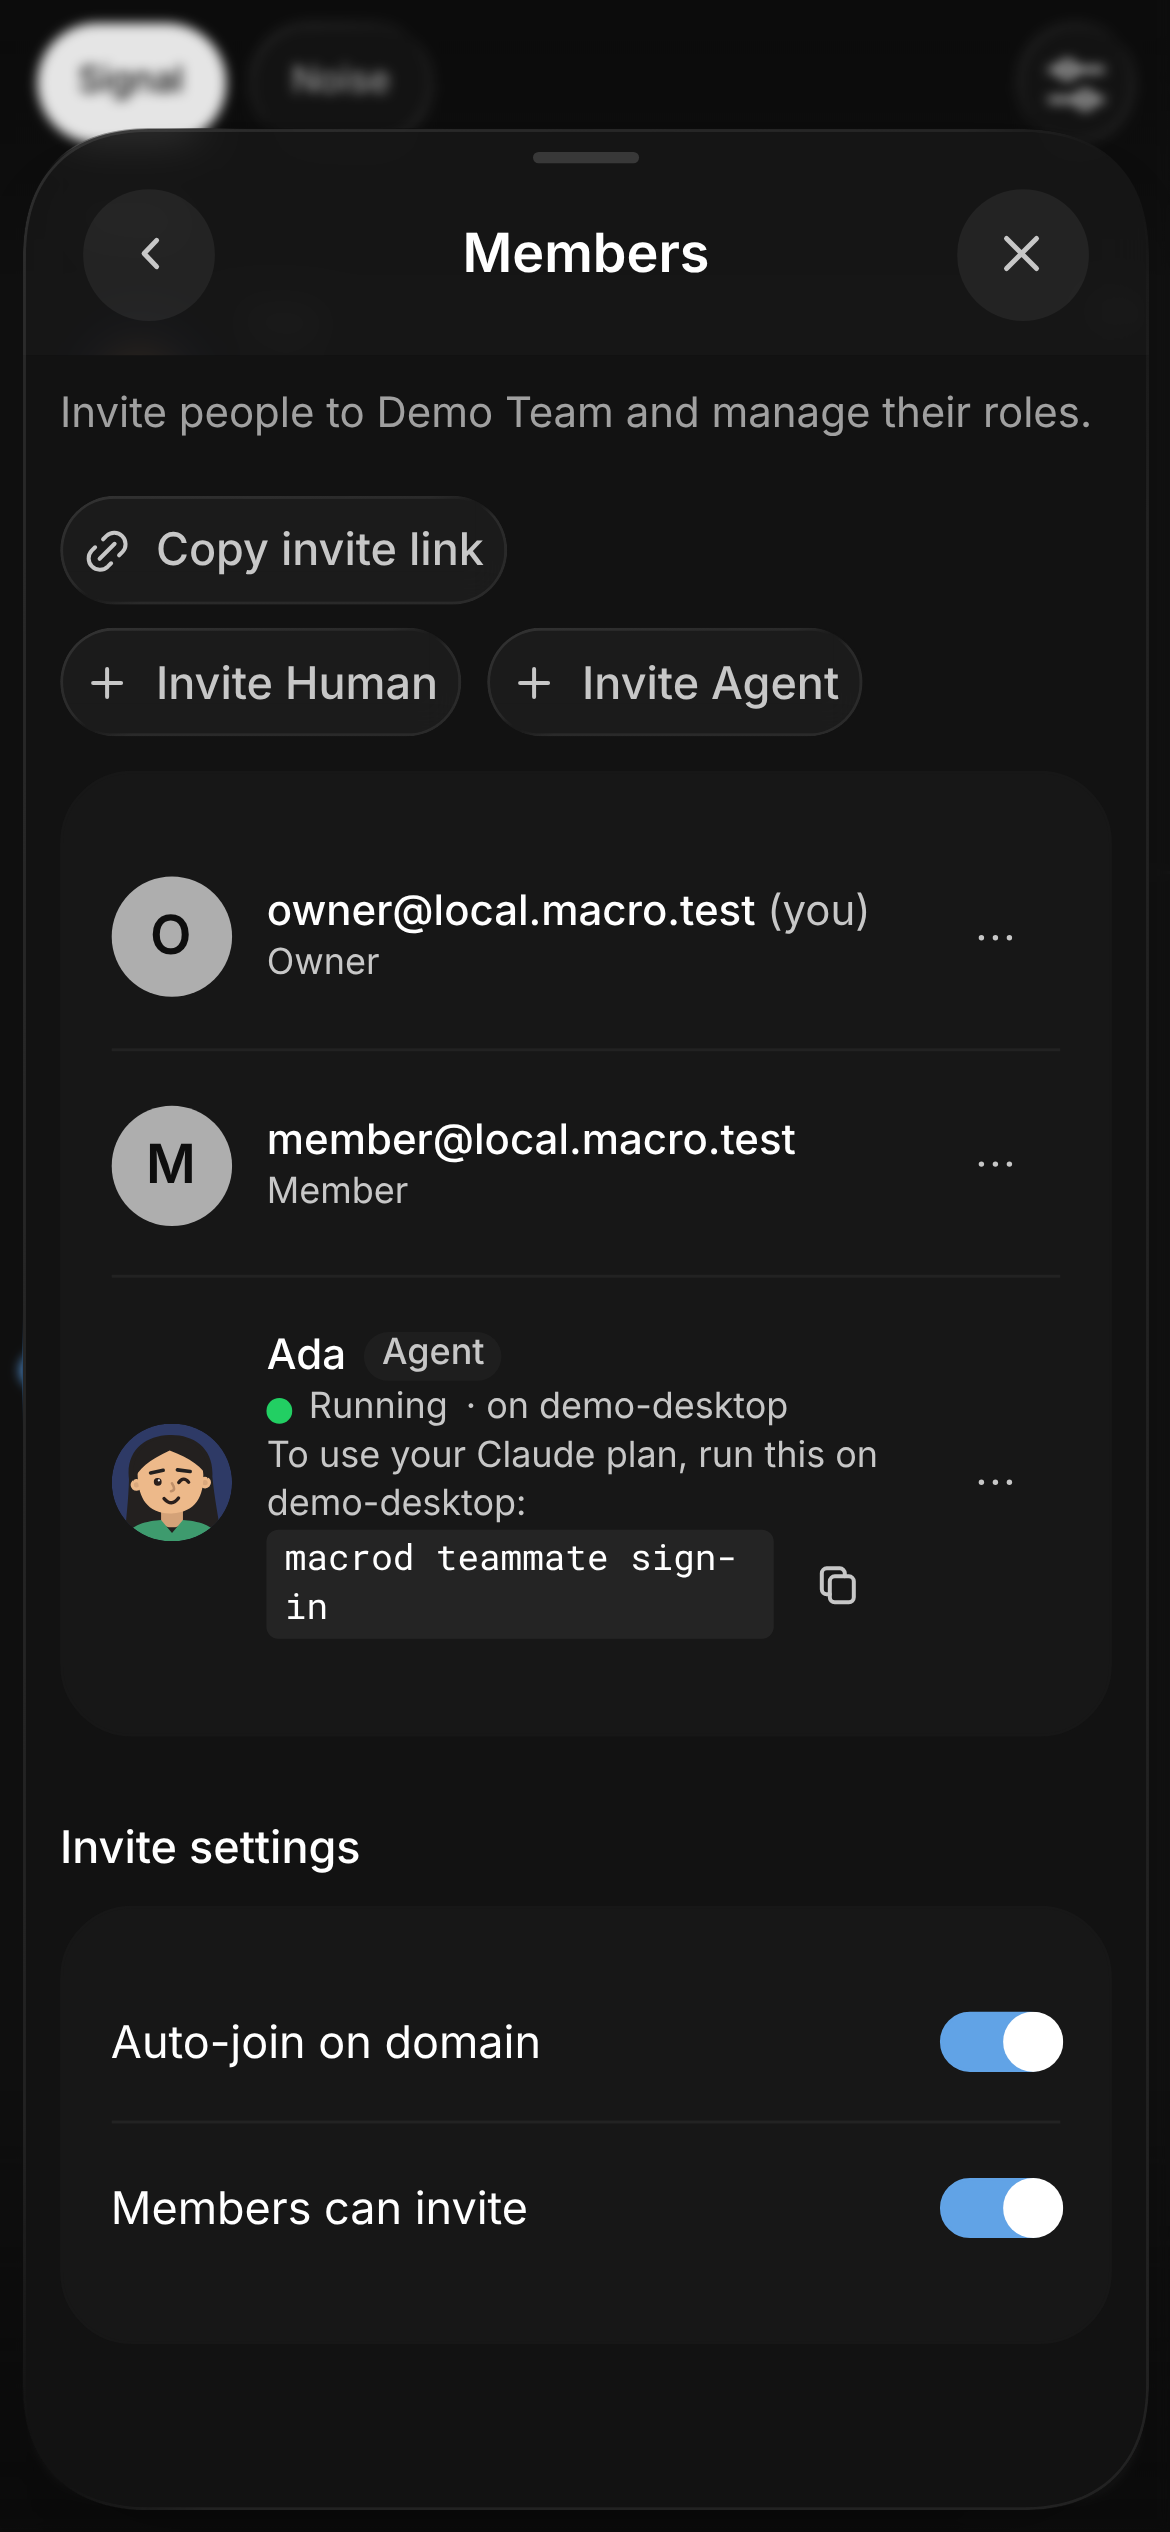 Signal
Noise
Members
Invite people to Demo Team and manage their roles.
Copy invite link
Invite Human
Invite Agent
O
owner@local.macro.test (you)
Owner
M
member@local.macro.test
Member
Ada Agent
Running · on demo-desktop
To use your Claude plan, run this on
demo-desktop:
macrod teammate sign-
in
Invite settings
Auto-join on domain
Members can invite